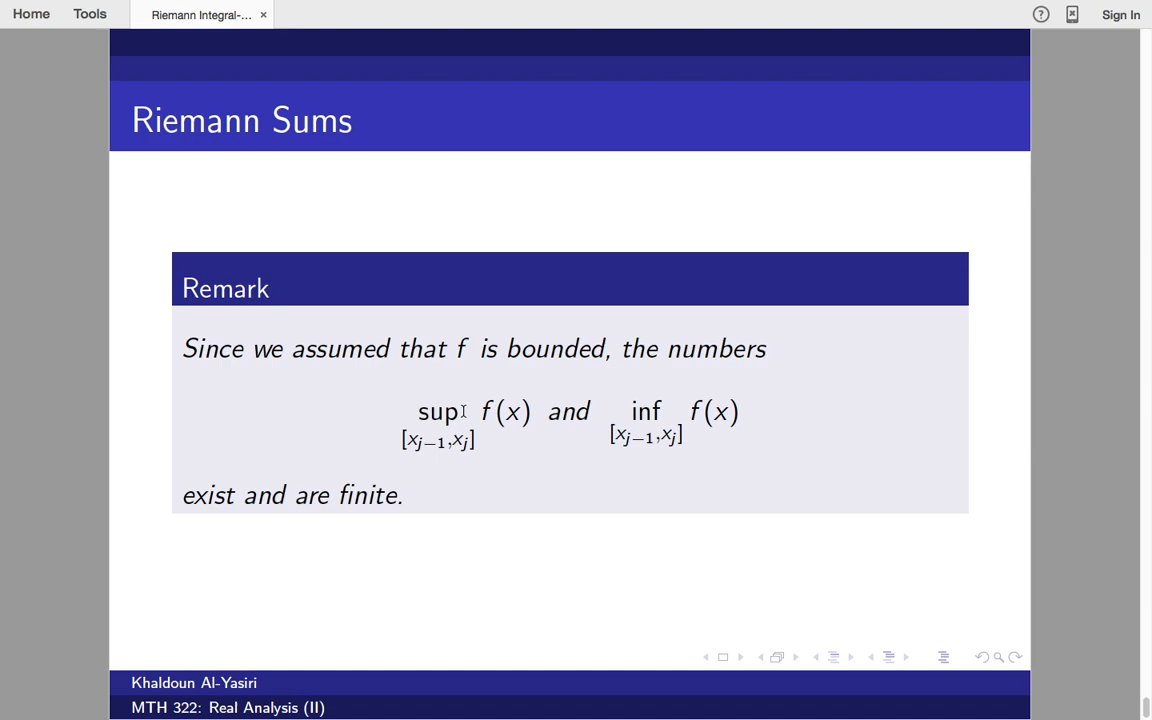 Home Tools Riemann Integral-... × ? Sign In
Riemann Sums
Remark
Since we assumed that f is bounded, the numbers
sup f(x) and inf f(x)
[xj−1,xj] [xj−1,xj]
exist and are finite.
Khaldoun Al-Yasiri
MTH 322: Real Analysis (II)